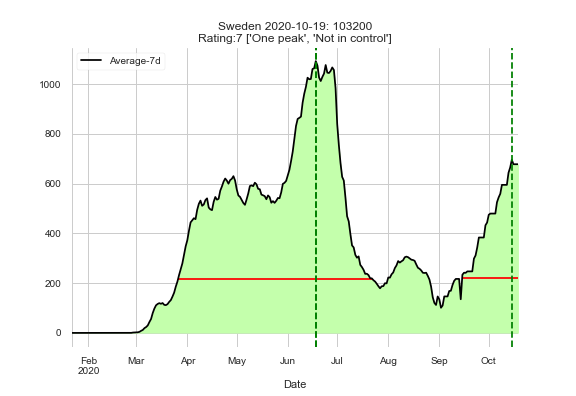 Sweden 2020-10-19: 103200
Rating:7 ['One peak', 'Not in control']
Average-7d
1000
800
600
400
200
0
Feb Mar Apr May Jun Jul Aug Sep Oct
2020
Date